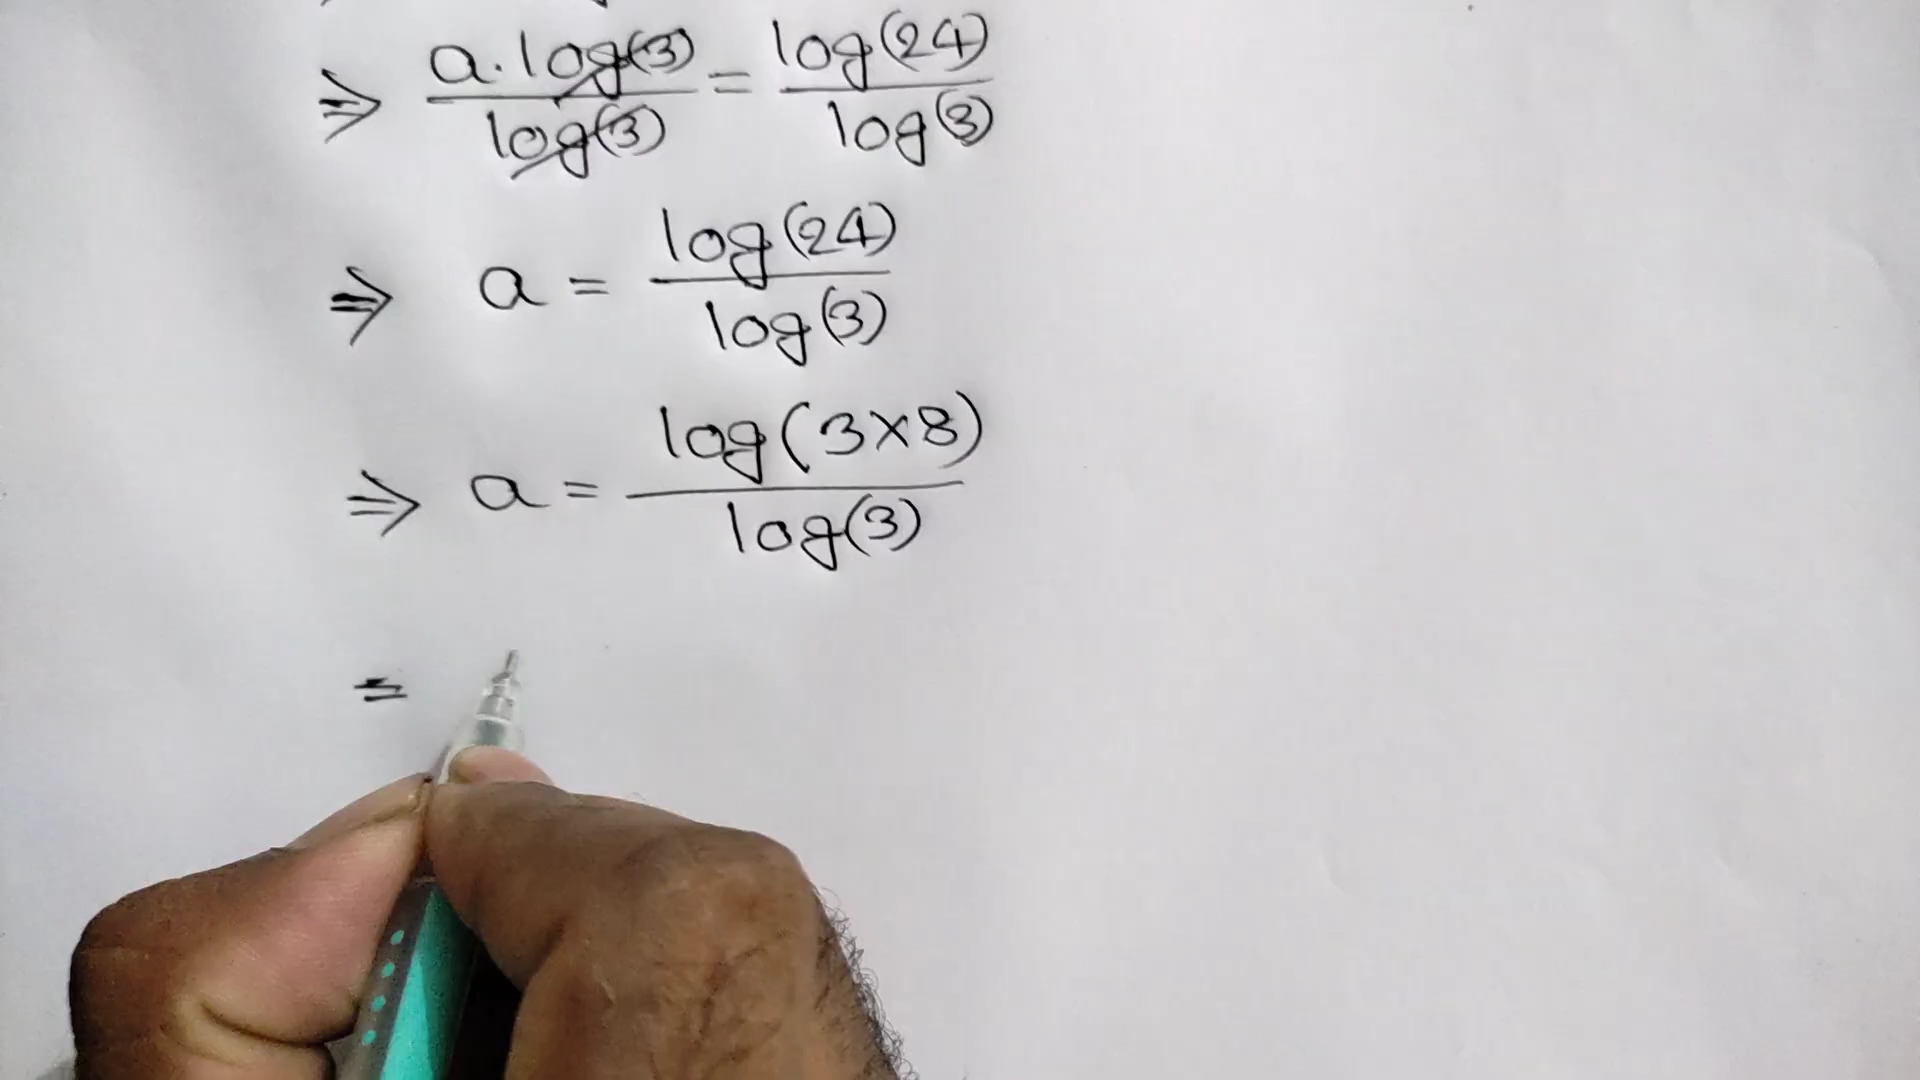 ⇒ a·log(3)/log(3) = log(24)/log(3)
⇒ a = log(24)/log(3)
⇒ a = log(3×8)/log(3)
=